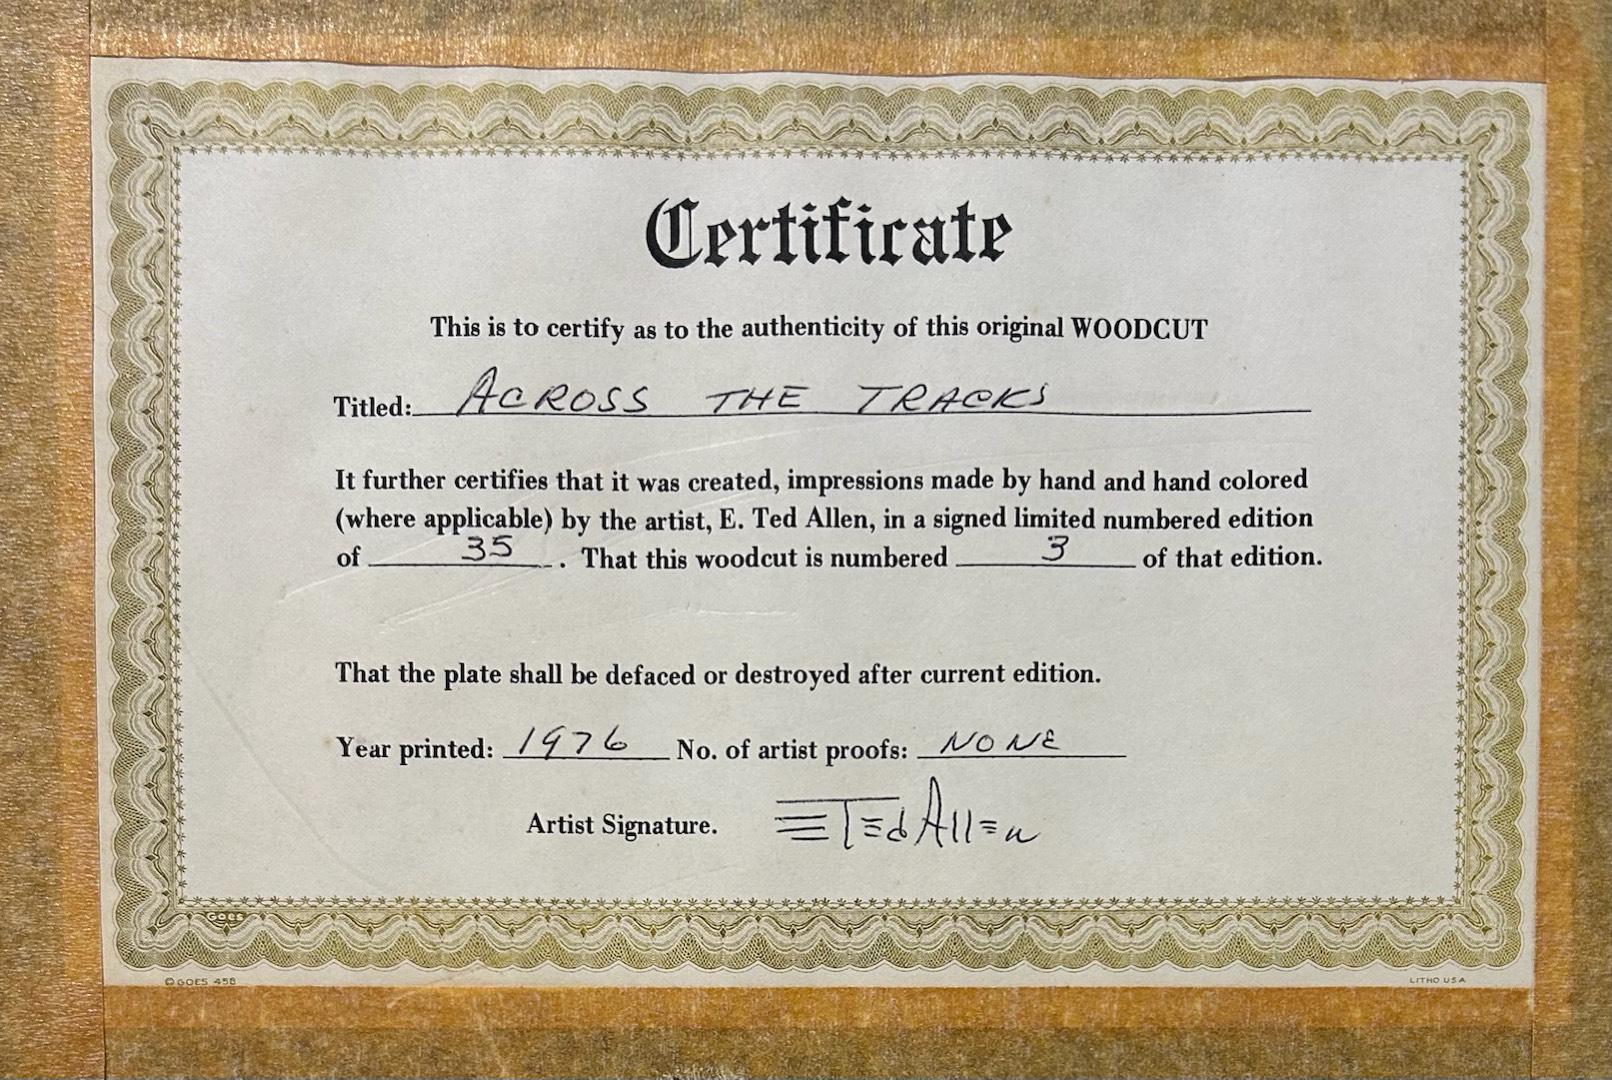 Certificate
This is to certify as to the authenticity of this original WOODCUT
Titled: ACROSS THE TRACKS
It further certifies that it was created, impressions made by hand and hand colored
(where applicable) by the artist, E. Ted Allen, in a signed limited numbered edition
of 35. That this woodcut is numbered 3 of that edition.
That the plate shall be defaced or destroyed after current edition.
Year printed: 1976 No. of artist proofs: NONE
Artist Signature. E Ted Allen
Goes
© GOES 458 LITHO USA